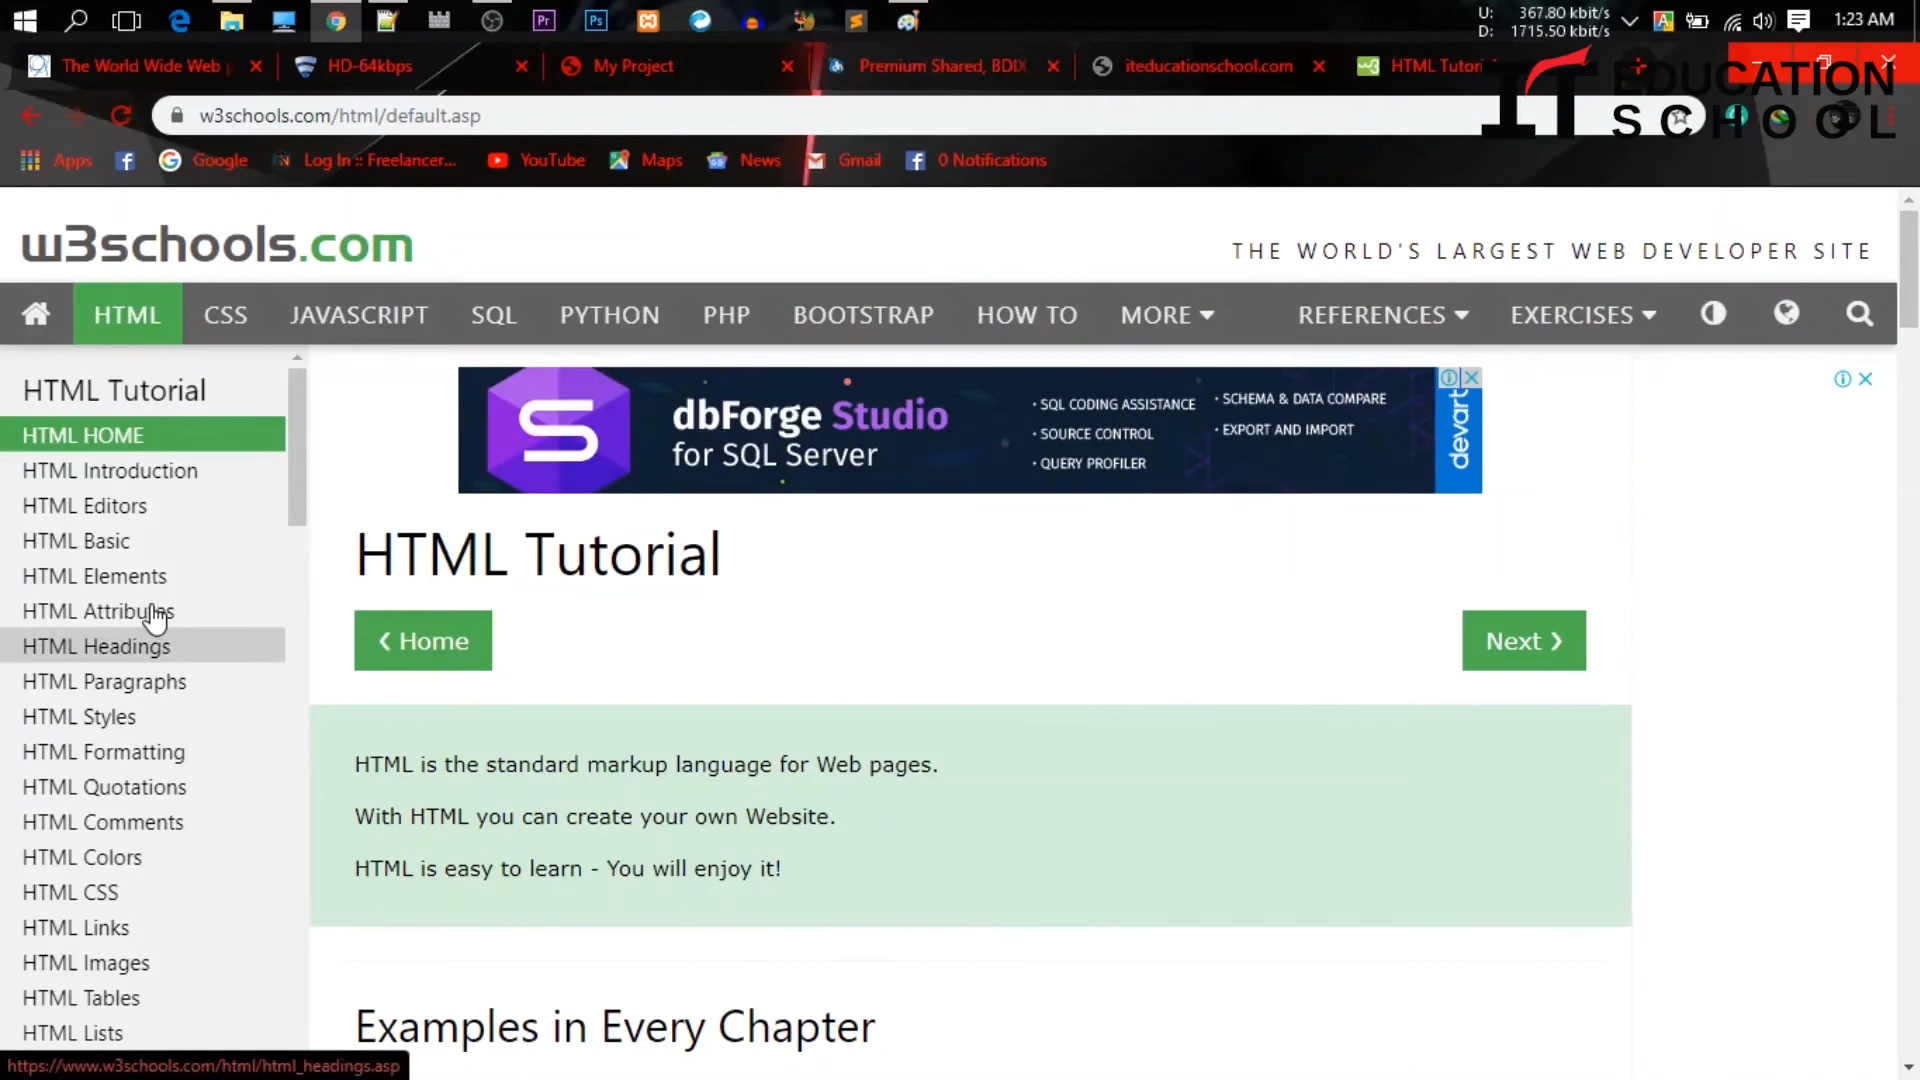 U: 367.80 kbit/s
D: 1715.50 kbit/s
1:23 AM
The World Wide Web
HD-64kbps
My Project
Premium Shared, BDIX
iteducationschool.com
HTML Tutori
IT EDUCATION
SCHOOL
w3schools.com/html/default.asp
Apps
Google
Log In :: Freelancer...
YouTube
Maps
News
Gmail
0 Notifications
w3schools.com
THE WORLD'S LARGEST WEB DEVELOPER SITE
HTML CSS JAVASCRIPT SQL PYTHON PHP BOOTSTRAP HOW TO MORE REFERENCES EXERCISES
HTML Tutorial
HTML HOME
HTML Introduction
HTML Editors
HTML Basic
HTML Elements
HTML Attributes
HTML Headings
HTML Paragraphs
HTML Styles
HTML Formatting
HTML Quotations
HTML Comments
HTML Colors
HTML CSS
HTML Links
HTML Images
HTML Tables
HTML Lists
dbForge Studio
for SQL Server
· SQL CODING ASSISTANCE
· SOURCE CONTROL
· QUERY PROFILER
· SCHEMA & DATA COMPARE
· EXPORT AND IMPORT
devart
HTML Tutorial
❮ Home
Next ❯
HTML is the standard markup language for Web pages.
With HTML you can create your own Website.
HTML is easy to learn - You will enjoy it!
Examples in Every Chapter
https://www.w3schools.com/html/html_headings.asp